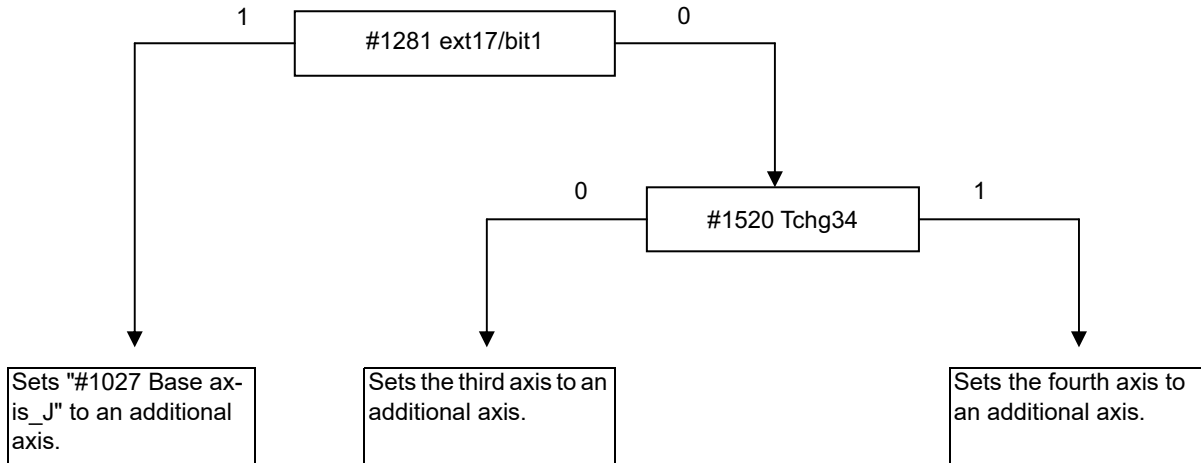 1
#1281 ext17/bit1
0
0
#1520 Tchg34
1
Sets "#1027 Base ax-
is_J" to an additional
axis.
Sets the third axis to an
additional axis.
Sets the fourth axis to
an additional axis.